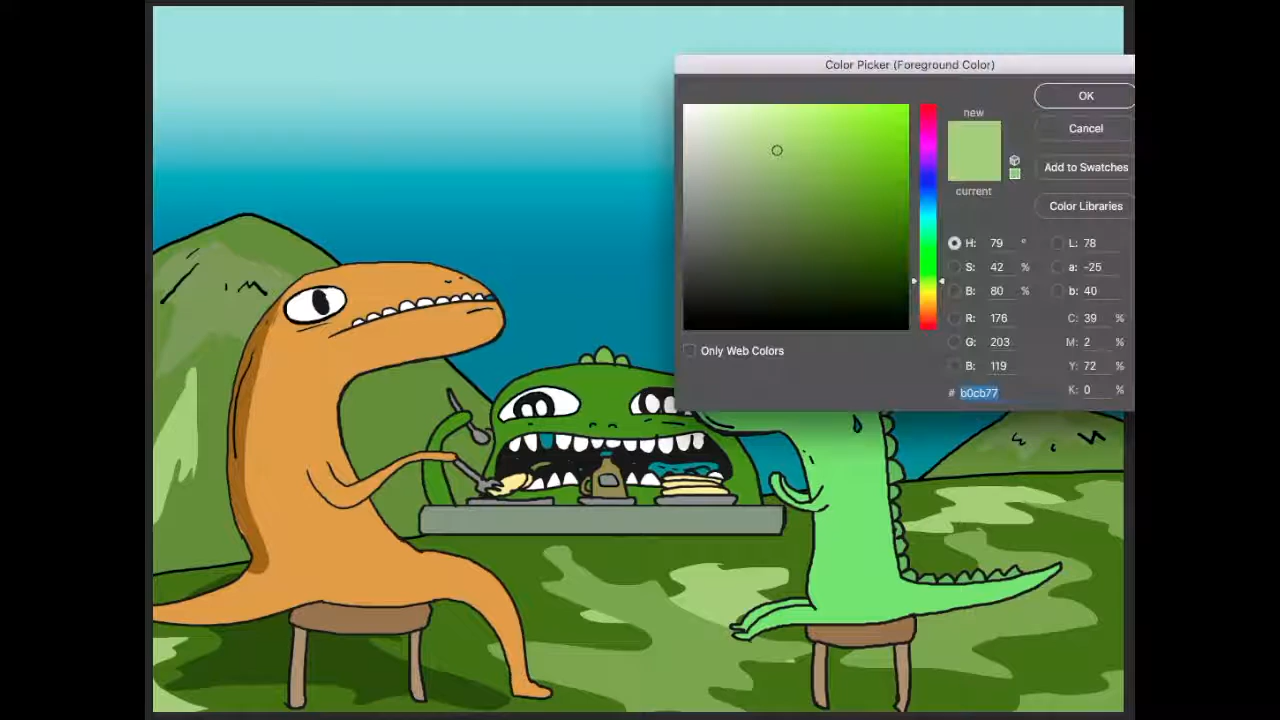 Color Picker (Foreground Color)
new
OK
Cancel
Add to Swatches
current
Color Libraries
H: 79 ° L: 78
S: 42 % a: -25
B: 80 % b: 40
R: 176 C: 39 %
G: 203 M: 2 %
Only Web Colors
B: 119 Y: 72 %
# b0cb77 K: 0 %